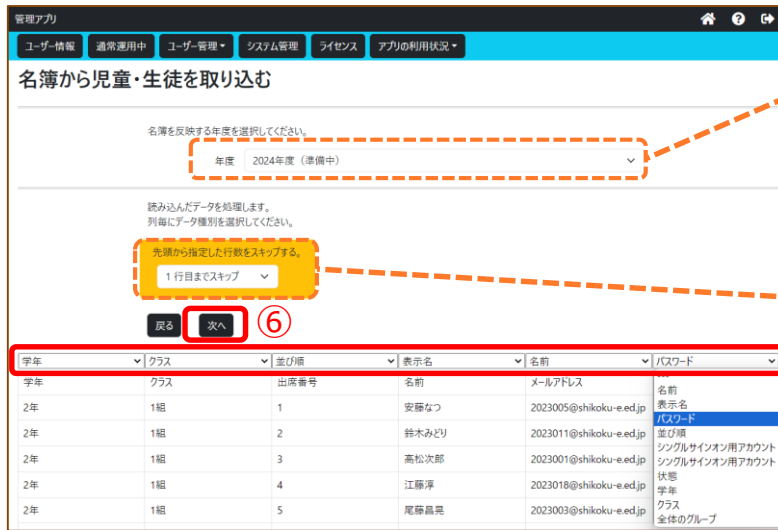 管理アプリ
ユーザー情報 通常運用中 ユーザー管理 システム管理 ライセンス アプリの利用状況
名簿から児童・生徒を取り込む
名簿を反映する年度を選択してください。
年度 2024年度（準備中）
読み込んだデータを処理します。
列毎にデータ種別を選択してください。
先頭から指定した行数をスキップする。
1 行目までスキップ
戻る 次へ ⑥
学年 クラス 並び順 表示名 名前 パスワード
学年 クラス 出席番号 名前 メールアドレス
名前
2年 1組 1 安藤なつ 2023005@shikoku-e.ed.jp 表示名
パスワード
2年 1組 2 鈴木みどり 2023011@shikoku-e.ed.jp 並び順
シングルサインオン用アカウント
2年 1組 3 高松次郎 2023001@shikoku-e.ed.jp シングルサインオン用アカウント
状態
2年 1組 4 江藤淳 2023018@shikoku-e.ed.jp 学年
クラス
2年 1組 5 尾藤昌晃 2023003@shikoku-e.ed.jp 全体のグループ